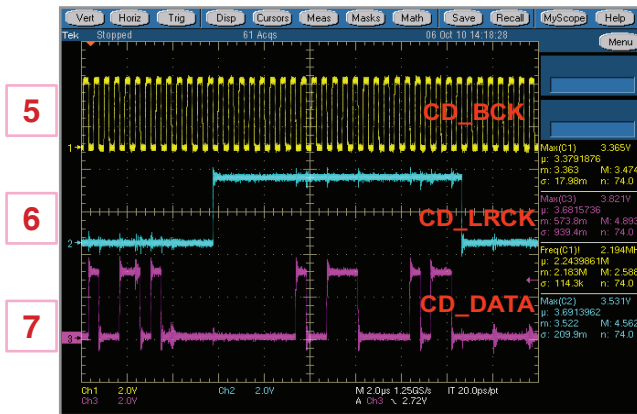 Vert Horiz Trig Disp Cursors Meas Masks Math Save Recall MyScope Help
Tek Stopped 61 Acqs 06 Oct 10 14:18:28
Menu
5
CD_BCK
1
Max(C1) 3.365V
µ: 3.3791876
m: 3.363 M: 3.474
σ: 17.98m n: 74.0
6
CD_LRCK
2
Max(C3) 3.821V
µ: 3.6815736
m: 573.8m M: 4.893
σ: 939.4m n: 74.0
Freq(C1)! 2.194MH
µ: 2.2439861M
m: 2.183M M: 2.588
σ: 114.3k n: 74.0
7
CD_DATA
3
Max(C2) 3.531V
µ: 3.6913962
m: 3.522 M: 4.562
σ: 209.9m n: 74.0
Ch1 2.0V Ch2 2.0V M 2.0µs 1.25GS/s IT 20.0ps/pt
Ch3 2.0V A Ch3 2.72V